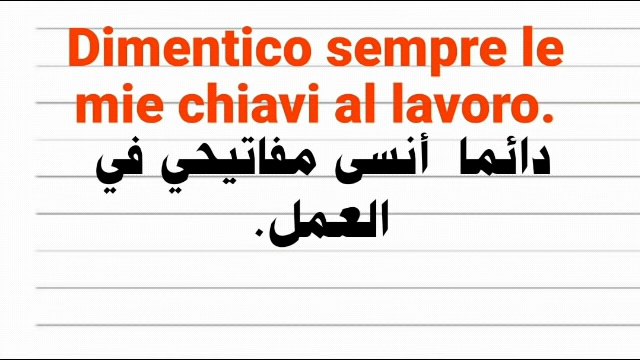 Dimentico sempre le
mie chiavi al lavoro.
دائما أنسى مفاتيحي في
العمل.